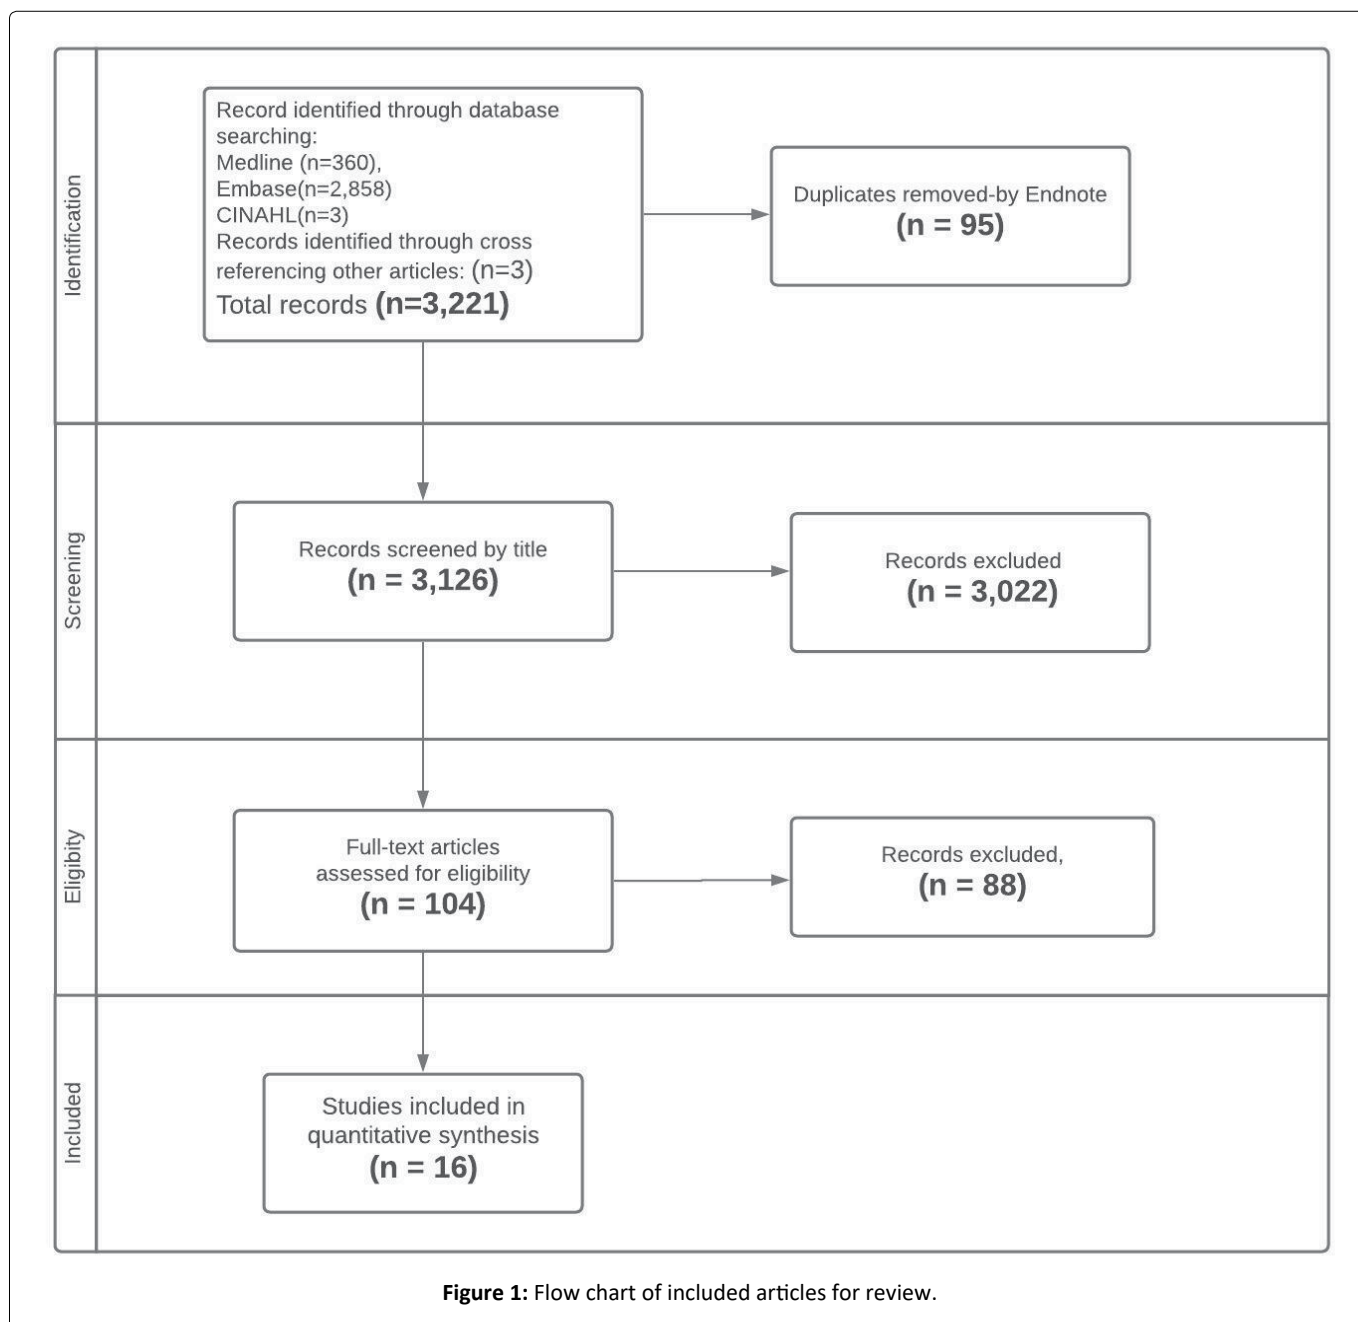 Identification
Record identified through database
searching:
Medline (n=360),
Embase(n=2,858)
CINAHL(n=3)
Records identified through cross
referencing other articles: (n=3)
Total records (n=3,221)
Duplicates removed-by Endnote
(n = 95)
Screening
Records screened by title
(n = 3,126)
Records excluded
(n = 3,022)
Eligibity
Full-text articles
assessed for eligibility
(n = 104)
Records excluded,
(n = 88)
Included
Studies included in
quantitative synthesis
(n = 16)
Figure 1: Flow chart of included articles for review.